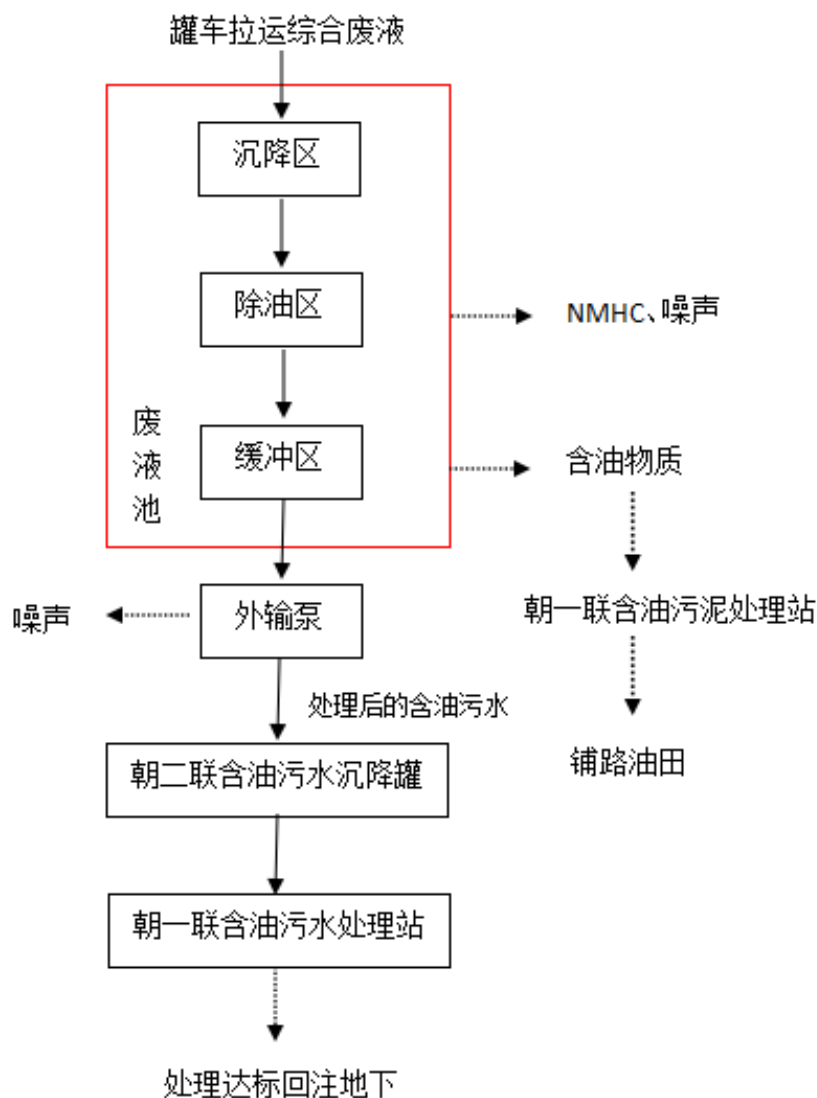 罐车拉运综合废液
沉降区
除油区
NMHC、噪声
废液池
缓冲区
含油物质
外输泵
噪声
朝一联含油污泥处理站
处理后的含油污水
朝二联含油污水沉降罐
铺路油田
朝一联含油污水处理站
处理达标回注地下